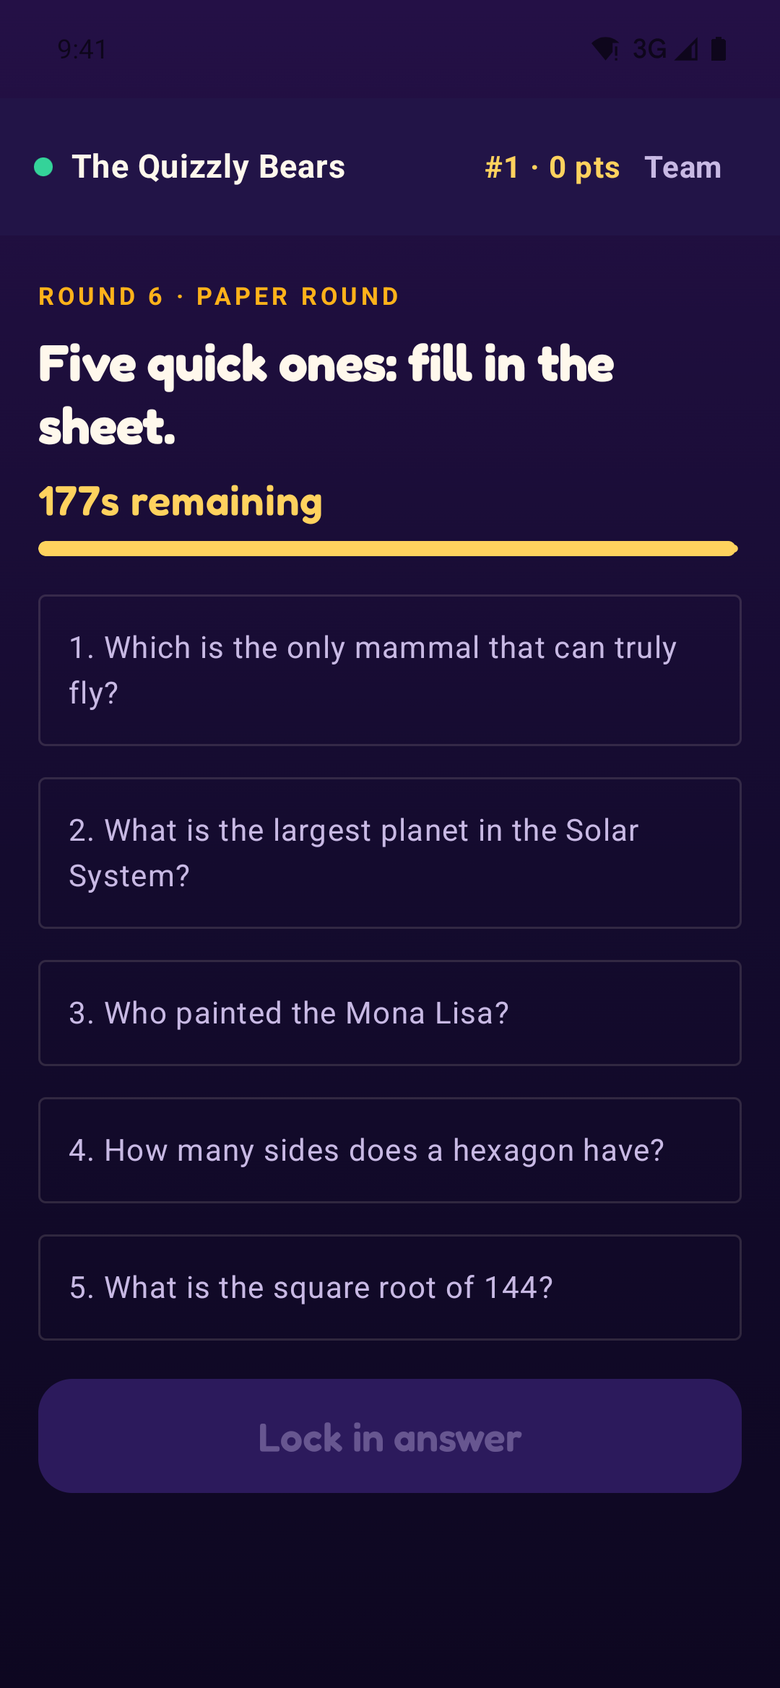 9:41
3G
The Quizzly Bears
#1 · 0 pts
Team
ROUND 6 · PAPER ROUND
Five quick ones: fill in the
sheet.
177s remaining
1. Which is the only mammal that can truly
fly?
2. What is the largest planet in the Solar
System?
3. Who painted the Mona Lisa?
4. How many sides does a hexagon have?
5. What is the square root of 144?
Lock in answer